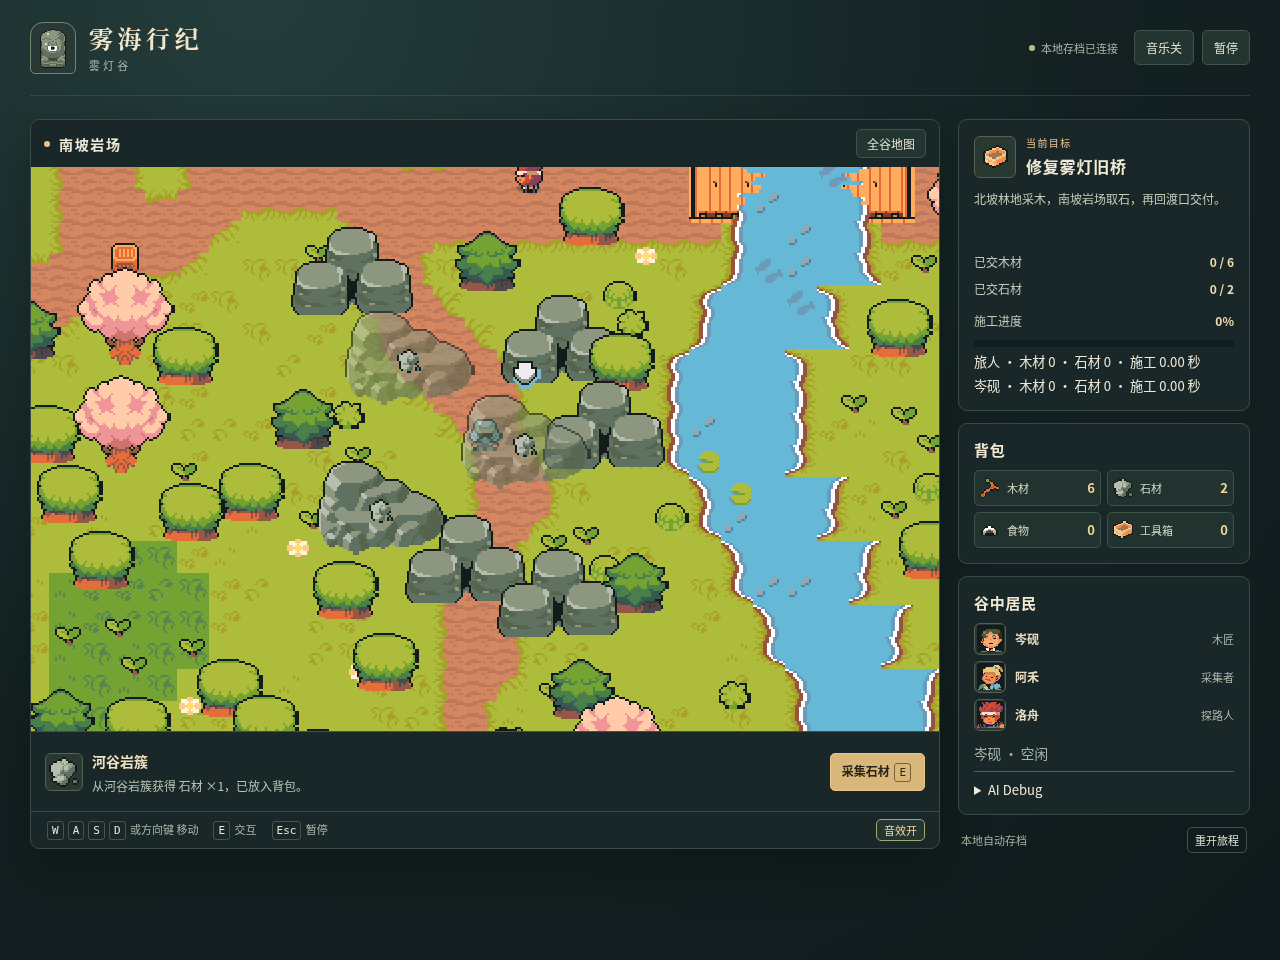 雾海行纪
雾灯谷
本地存档已连接
音乐关
暂停
南坡岩场
全谷地图
当前目标
修复雾灯旧桥
北坡林地采木，南坡岩场取石，再回渡口交付。
已交木材 0 / 6
已交石材 0 / 2
施工进度 0%
旅人 · 木材 0 · 石材 0 · 施工 0.00 秒
岑砚 · 木材 0 · 石材 0 · 施工 0.00 秒
背包
木材 6
石材 2
食物 0
工具箱 0
谷中居民
岑砚 木匠
阿禾 采集者
洛舟 探路人
岑砚 · 空闲
AI Debug
河谷岩簇
从河谷岩簇获得 石材 ×1，已放入背包。
采集石材 E
W A S D 或方向键 移动 E 交互 Esc 暂停
音效开
本地自动存档
重开旅程